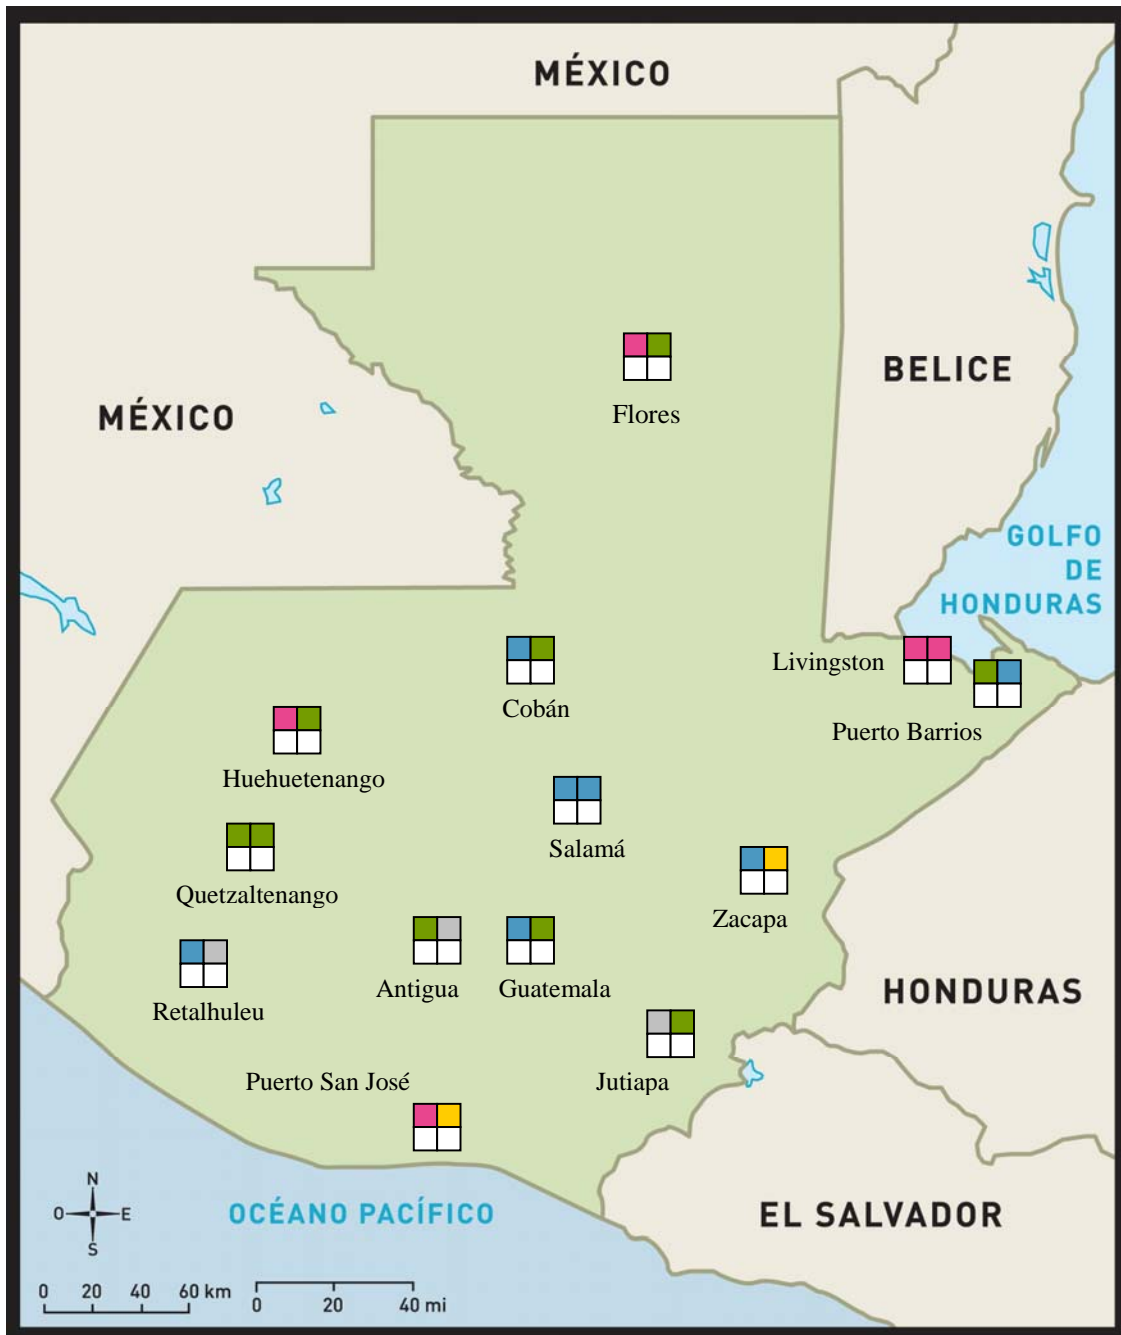 MÉXICO
Flores
BELICE
MÉXICO
GOLFO
DE
HONDURAS
Livingston
Cobán
Puerto Barrios
Huehuetenango
Salamá
Quetzaltenango
Zacapa
Antigua
Guatemala
HONDURAS
Retalhuleu
Puerto San José
Jutiapa
N
O
E
S
OCÉANO PACÍFICO
EL SALVADOR
0 20 40 60 km
0 20 40 mi